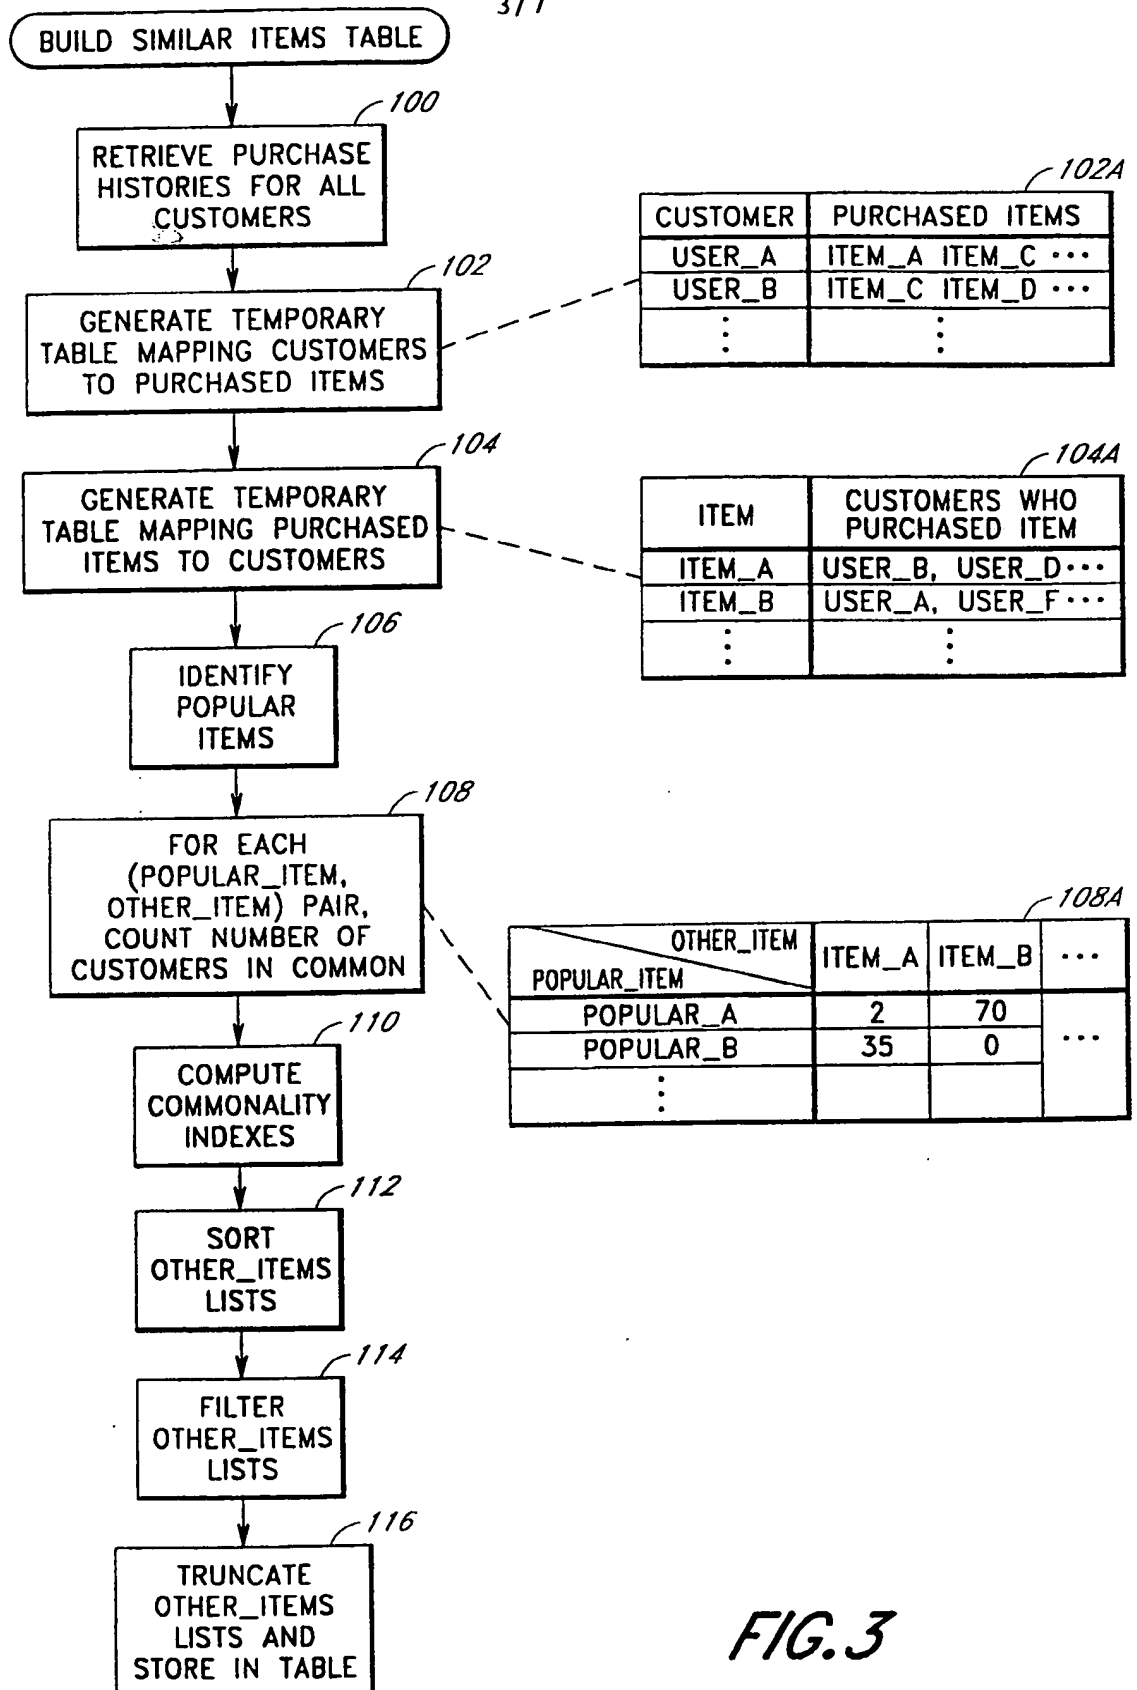 3/7
BUILD SIMILAR ITEMS TABLE
100
RETRIEVE PURCHASE
HISTORIES FOR ALL
CUSTOMERS
102
GENERATE TEMPORARY
TABLE MAPPING CUSTOMERS
TO PURCHASED ITEMS
102A
CUSTOMER PURCHASED ITEMS
USER_A ITEM_A ITEM_C ...
USER_B ITEM_C ITEM_D ...
104
GENERATE TEMPORARY
TABLE MAPPING PURCHASED
ITEMS TO CUSTOMERS
104A
ITEM CUSTOMERS WHO
PURCHASED ITEM
ITEM_A USER_B, USER_D...
ITEM_B USER_A, USER_F...
106
IDENTIFY
POPULAR
ITEMS
108
FOR EACH
(POPULAR_ITEM,
OTHER_ITEM) PAIR,
COUNT NUMBER OF
CUSTOMERS IN COMMON
108A
OTHER_ITEM ITEM_A ITEM_B ...
POPULAR_ITEM
POPULAR_A 2 70
POPULAR_B 35 0 ...
110
COMPUTE
COMMONALITY
INDEXES
112
SORT
OTHER_ITEMS
LISTS
114
FILTER
OTHER_ITEMS
LISTS
116
TRUNCATE
OTHER_ITEMS
LISTS AND
STORE IN TABLE
FIG.3